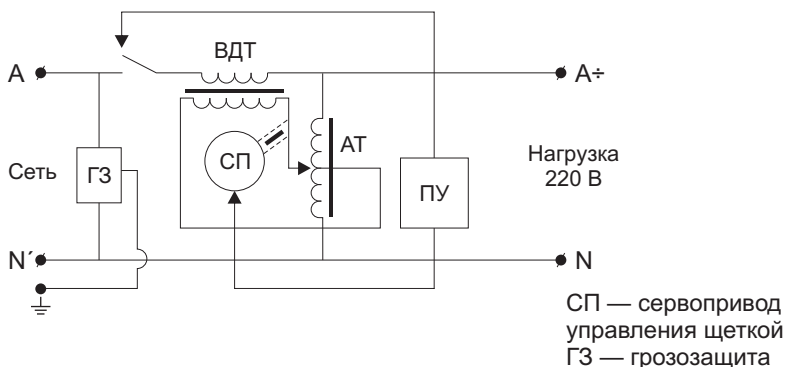 ВДТ
А
А÷
АТ
Сеть
ГЗ
СП
ПУ
Нагрузка
220 В
N´
N
СП — сервопривод
управления щеткой
ГЗ — грозозащита